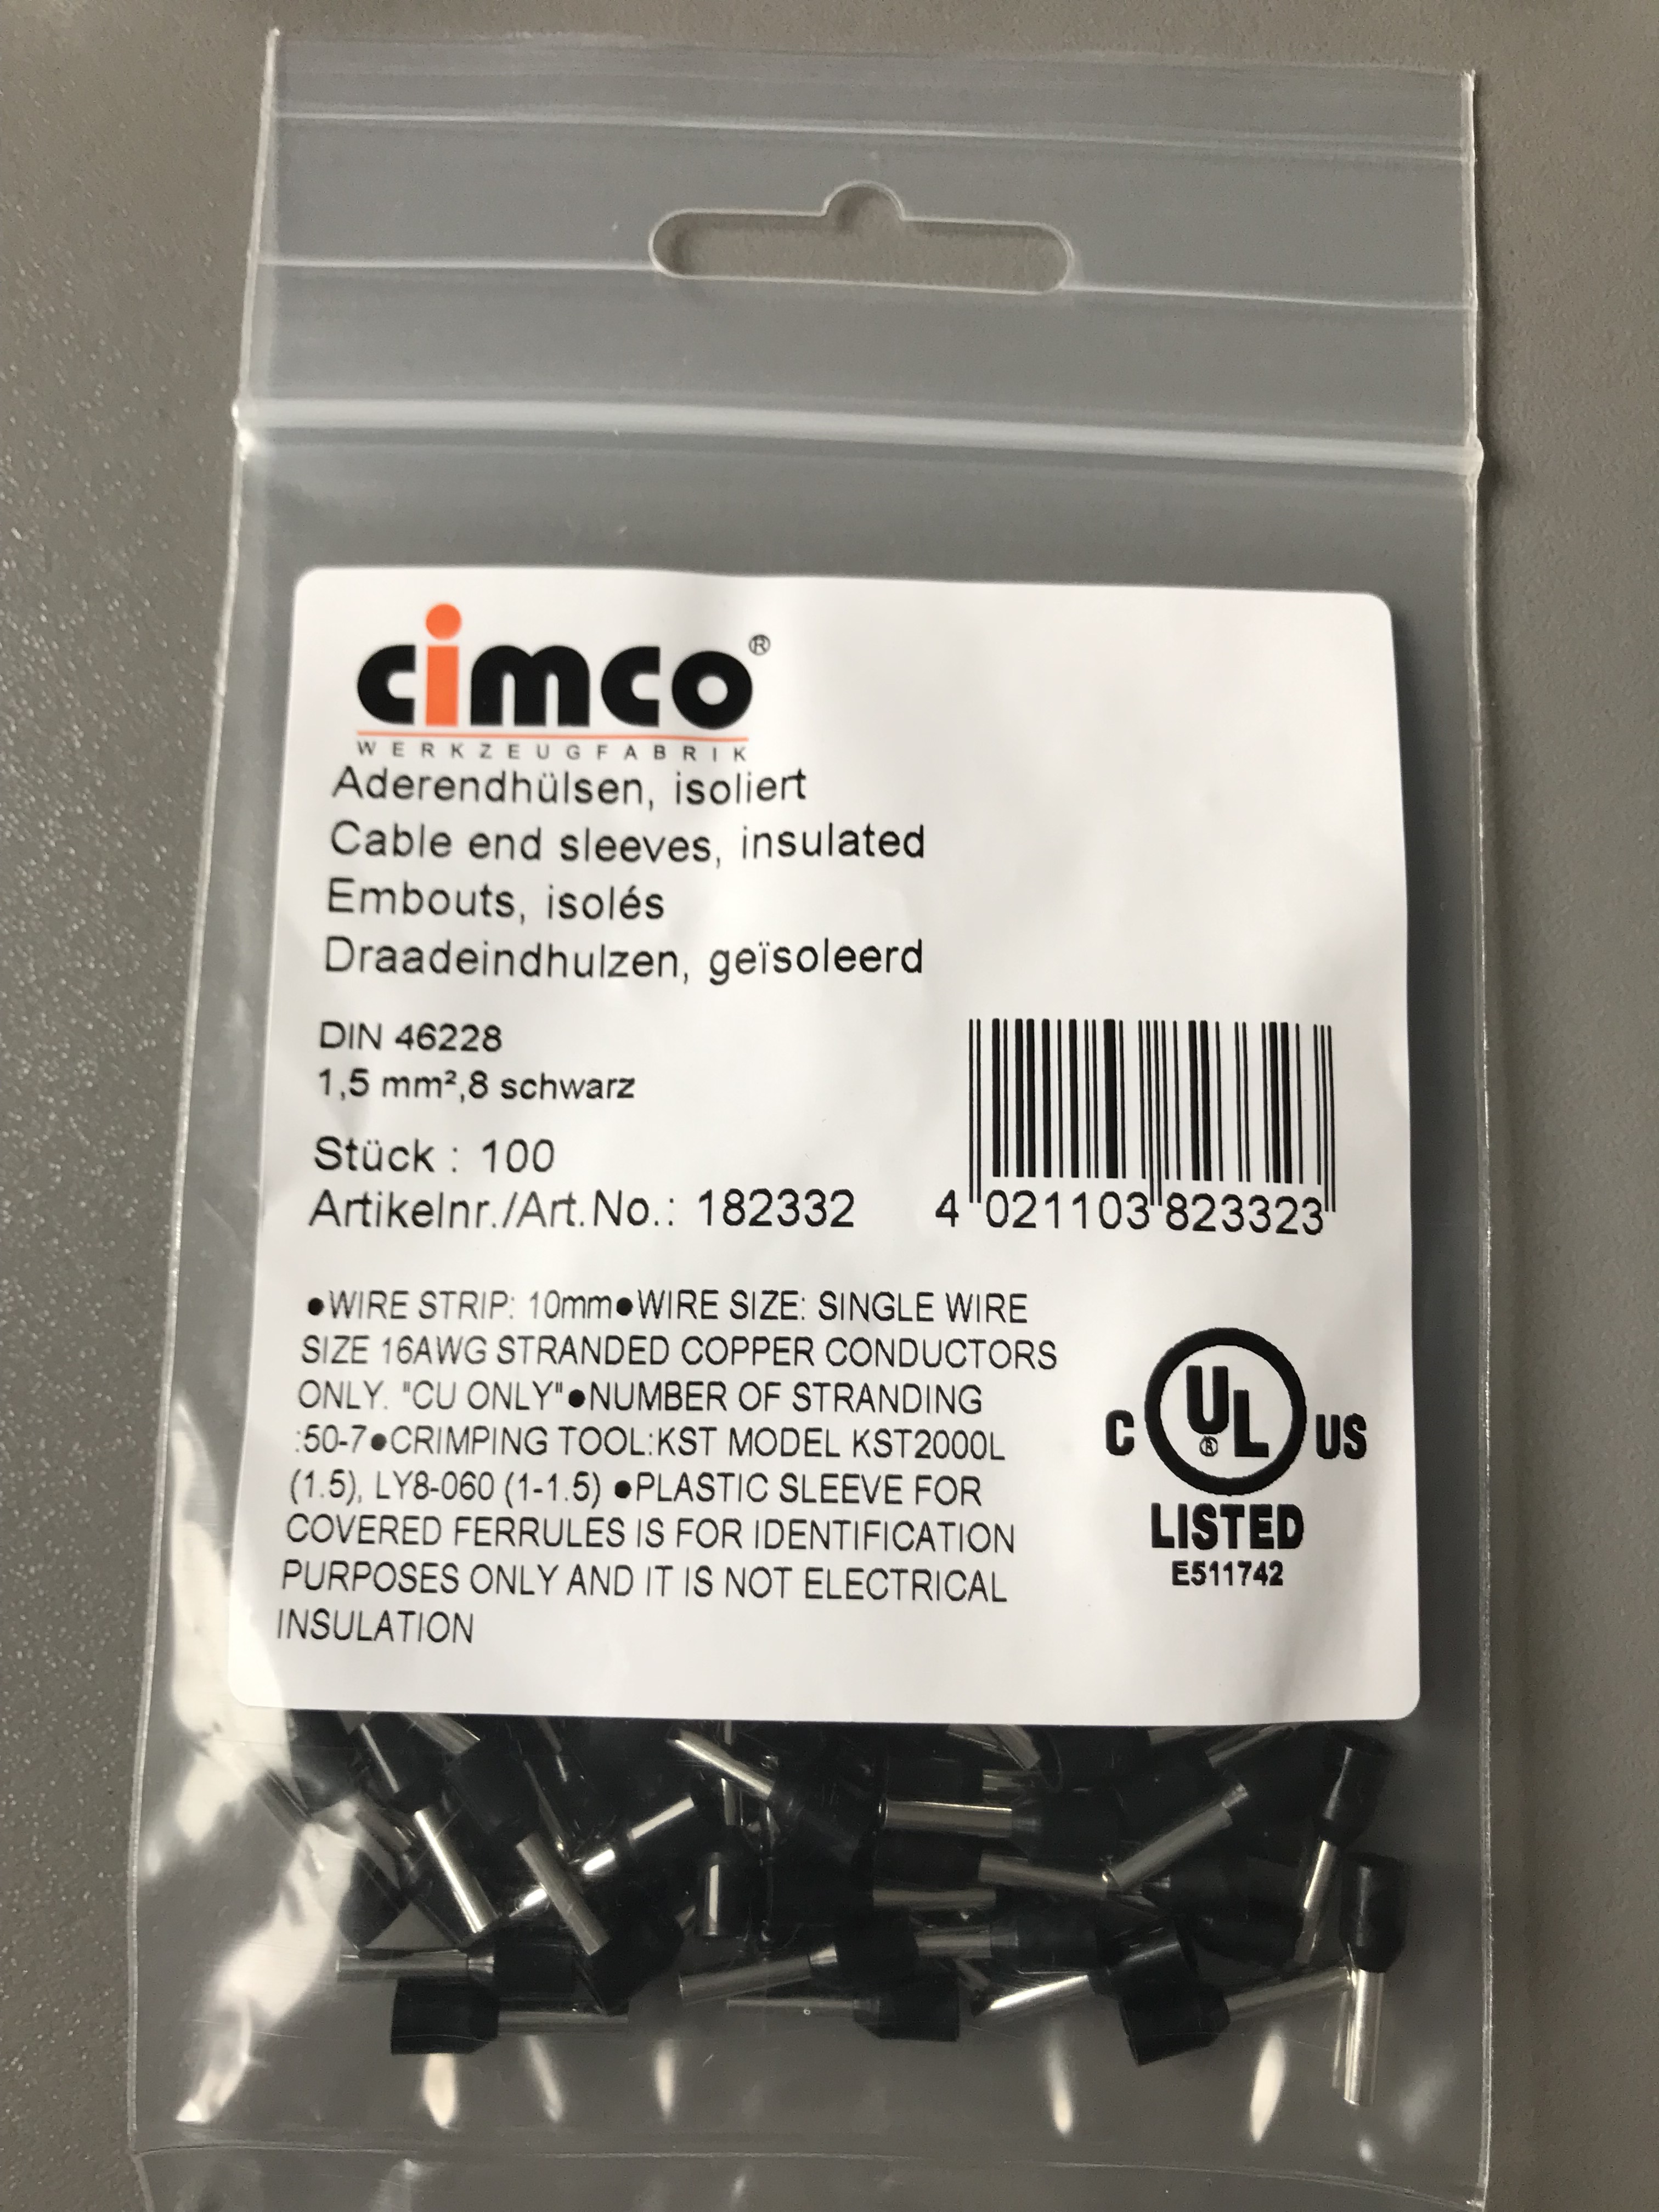 cimco®
WERKZEUGFABRIK
Aderendhülsen, isoliert
Cable end sleeves, insulated
Embouts, isolés
Draadeindhulzen, geïsoleerd
DIN 46228
1,5 mm²,8 schwarz
Stück : 100
Artikelnr./Art.No.: 182332
4 021103 823323
●WIRE STRIP: 10mm●WIRE SIZE: SINGLE WIRE
SIZE 16AWG STRANDED COPPER CONDUCTORS
ONLY. "CU ONLY"●NUMBER OF STRANDING
:50-7●CRIMPING TOOL:KST MODEL KST2000L
(1.5), LY8-060 (1-1.5) ●PLASTIC SLEEVE FOR
COVERED FERRULES IS FOR IDENTIFICATION
PURPOSES ONLY AND IT IS NOT ELECTRICAL
INSULATION
C UL® US
LISTED
E511742